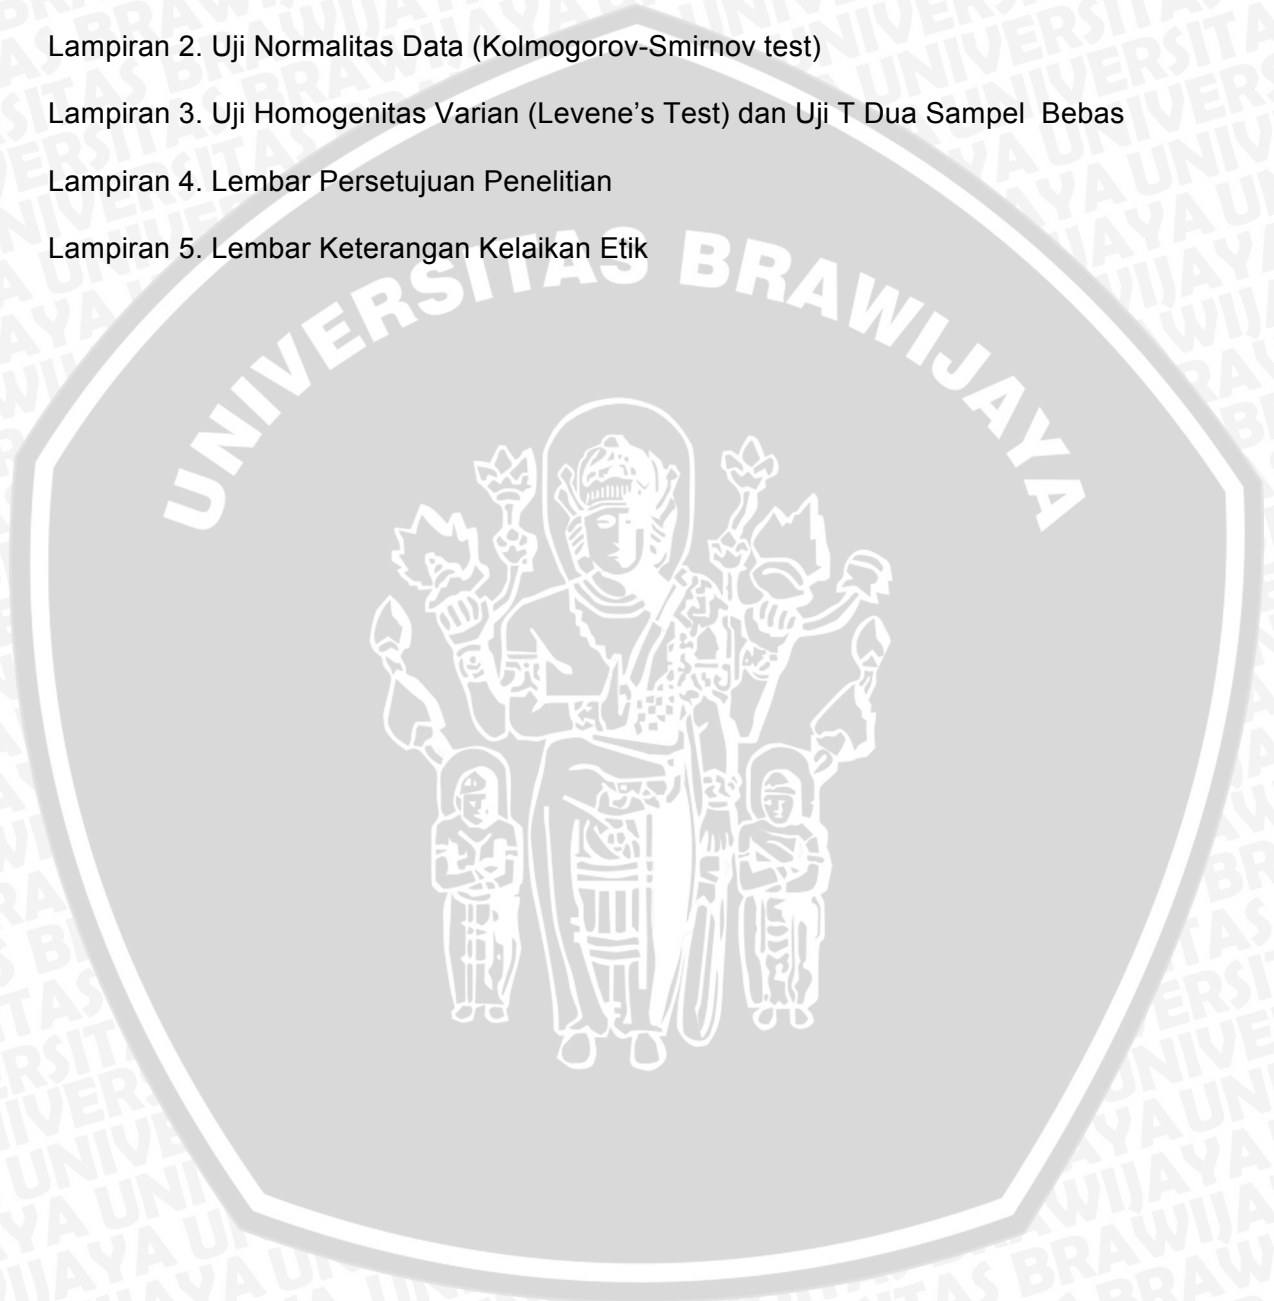 Lampiran 2. Uji Normalitas Data (Kolmogorov-Smirnov test)
Lampiran 3. Uji Homogenitas Varian (Levene’s Test) dan Uji T Dua Sampel  Bebas
Lampiran 4. Lembar Persetujuan Penelitian
Lampiran 5. Lembar Keterangan Kelaikan Etik
UNIVERSITAS BRAWIJAYA